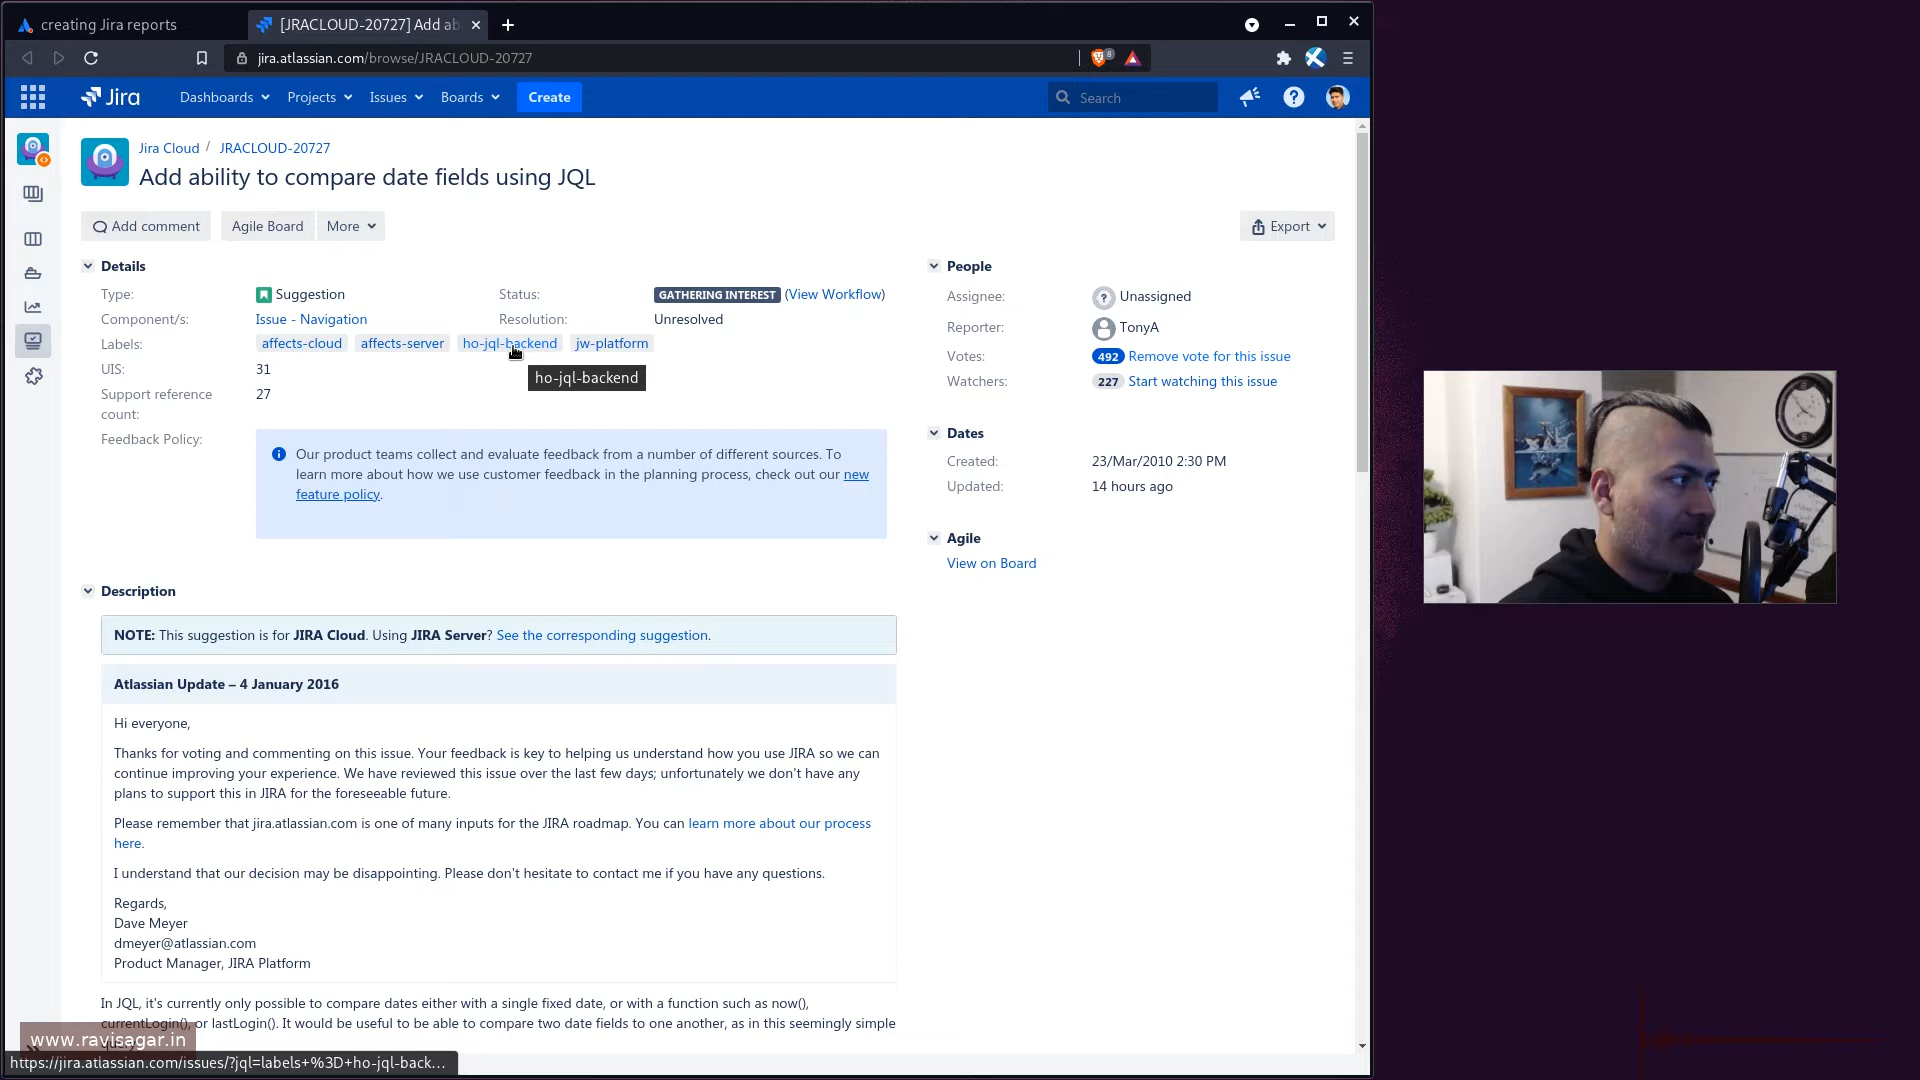 creating Jira reports
[JRACLOUD-20727] Add ab
jira.atlassian.com/browse/JRACLOUD-20727
8
Jira
Dashboards Projects Issues Boards Create
Search
Jira Cloud / JRACLOUD-20727
Add ability to compare date fields using JQL
Add comment Agile Board More
Export
Details
Type: Suggestion
Status: GATHERING INTEREST (View Workflow)
Component/s: Issue - Navigation
Resolution: Unresolved
Labels: affects-cloud affects-server ho-jql-backend jw-platform
ho-jql-backend
UIS: 31
Support reference count: 27
Feedback Policy:
Our product teams collect and evaluate feedback from a number of different sources. To
learn more about how we use customer feedback in the planning process, check out our new
feature policy.
People
Assignee: Unassigned
Reporter: TonyA
Votes: 492 Remove vote for this issue
Watchers: 227 Start watching this issue
Dates
Created: 23/Mar/2010 2:30 PM
Updated: 14 hours ago
Agile
View on Board
Description
NOTE: This suggestion is for JIRA Cloud. Using JIRA Server? See the corresponding suggestion.
Atlassian Update – 4 January 2016
Hi everyone,
Thanks for voting and commenting on this issue. Your feedback is key to helping us understand how you use JIRA so we can
continue improving your experience. We have reviewed this issue over the last few days; unfortunately we don't have any
plans to support this in JIRA for the foreseeable future.
Please remember that jira.atlassian.com is one of many inputs for the JIRA roadmap. You can learn more about our process
here.
I understand that our decision may be disappointing. Please don't hesitate to contact me if you have any questions.
Regards,
Dave Meyer
dmeyer@atlassian.com
Product Manager, JIRA Platform
In JQL, it's currently only possible to compare dates either with a single fixed date, or with a function such as now(),
currentLogin(), or lastLogin(). It would be useful to be able to compare two date fields to one another, as in this seemingly simple
www.ravisagar.in
https://jira.atlassian.com/issues/?jql=labels+%3D+ho-jql-back...